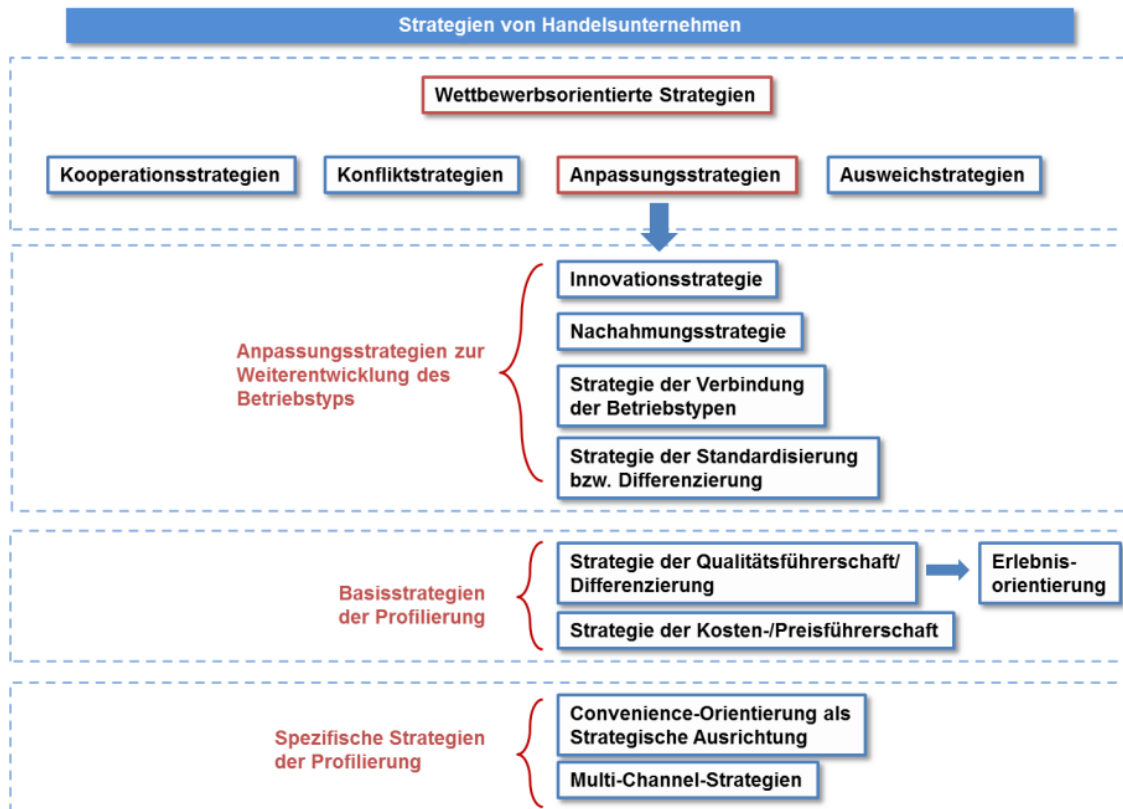 Strategien von Handelsunternehmen
Wettbewerbsorientierte Strategien
Kooperationsstrategien
Konfliktstrategien
Anpassungsstrategien
Ausweichstrategien
Anpassungsstrategien zur
Weiterentwicklung des
Betriebstyps
Innovationsstrategie
Nachahmungsstrategie
Strategie der Verbindung
der Betriebstypen
Strategie der Standardisierung
bzw. Differenzierung
Basisstrategien
der Profilierung
Strategie der Qualitätsführerschaft/
Differenzierung
Erlebnis-
orientierung
Strategie der Kosten-/Preisführerschaft
Spezifische Strategien
der Profilierung
Convenience-Orientierung als
Strategische Ausrichtung
Multi-Channel-Strategien